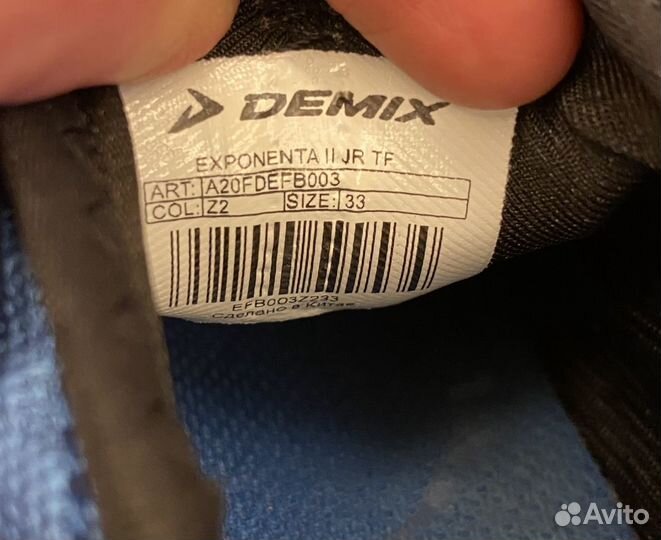 DEMIX
EXPONENTA II JR TF
ART: A20FDEFB003
COL: Z2 SIZE: 33
EFB003Z233
Сделано в Китае
Avito